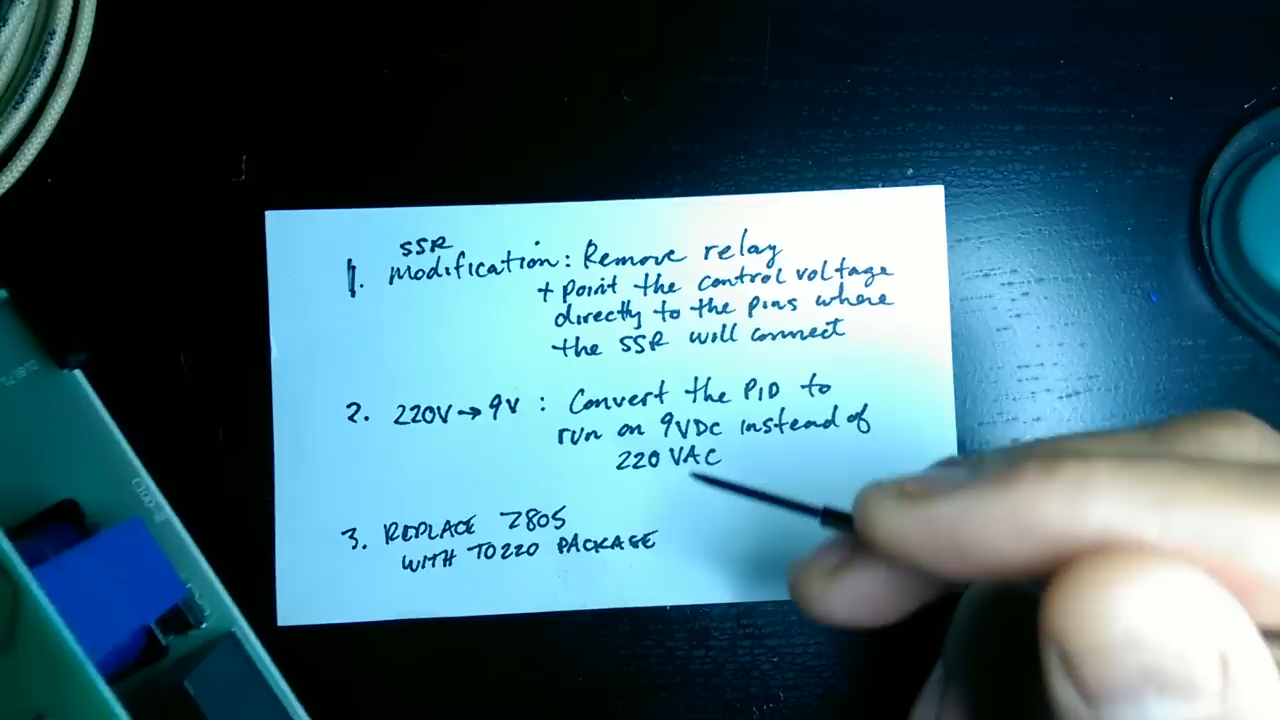 SSR
1. Modification: Remove relay
+ point the control voltage
directly to the pins where
the SSR will connect
2. 220V → 9V : Convert the PID to
run on 9VDC instead of
220 VAC
3. REPLACE 7805
WITH TO220 PACKAGE